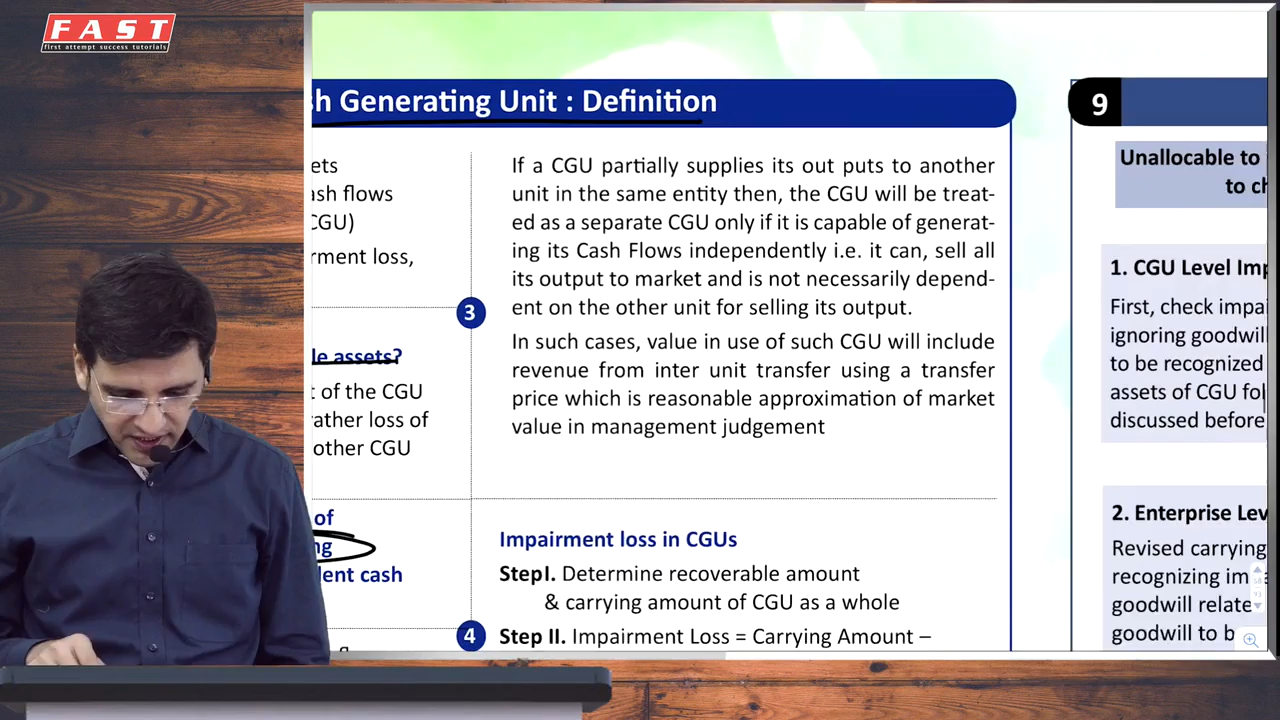 FAST
first attempt success tutorials
sh Generating Unit : Definition
ets
ash flows
CGU)
rment loss,
le assets?
t of the CGU
rather loss of
other CGU
of
ng
lent cash
3
If a CGU partially supplies its out puts to another
unit in the same entity then, the CGU will be treat-
ed as a separate CGU only if it is capable of generat-
ing its Cash Flows independently i.e. it can, sell all
its output to market and is not necessarily depend-
ent on the other unit for selling its output.
In such cases, value in use of such CGU will include
revenue from inter unit transfer using a transfer
price which is reasonable approximation of market
value in management judgement
Impairment loss in CGUs
StepI. Determine recoverable amount
& carrying amount of CGU as a whole
4
Step II. Impairment Loss = Carrying Amount –
9
Unallocable to
to ch
1. CGU Level Imp
First, check impai
ignoring goodwill
to be recognized
assets of CGU fol
discussed before
2. Enterprise Lev
Revised carrying
recognizing im
goodwill relate
goodwill to b
58
93